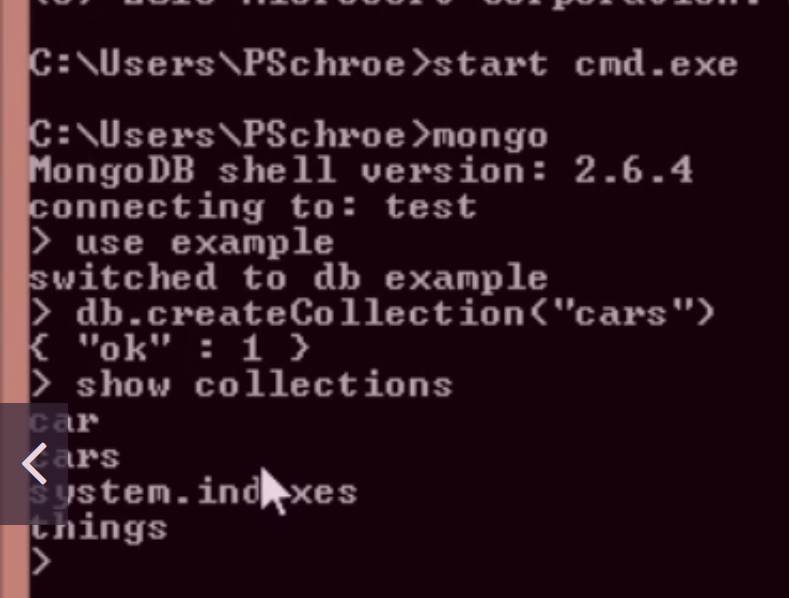 C:\Users\PSchroe>start cmd.exe
C:\Users\PSchroe>mongo
MongoDB shell version: 2.6.4
connecting to: test
> use example
switched to db example
> db.createCollection("cars")
{ "ok" : 1 }
> show collections
car
cars
system.indexes
things
>